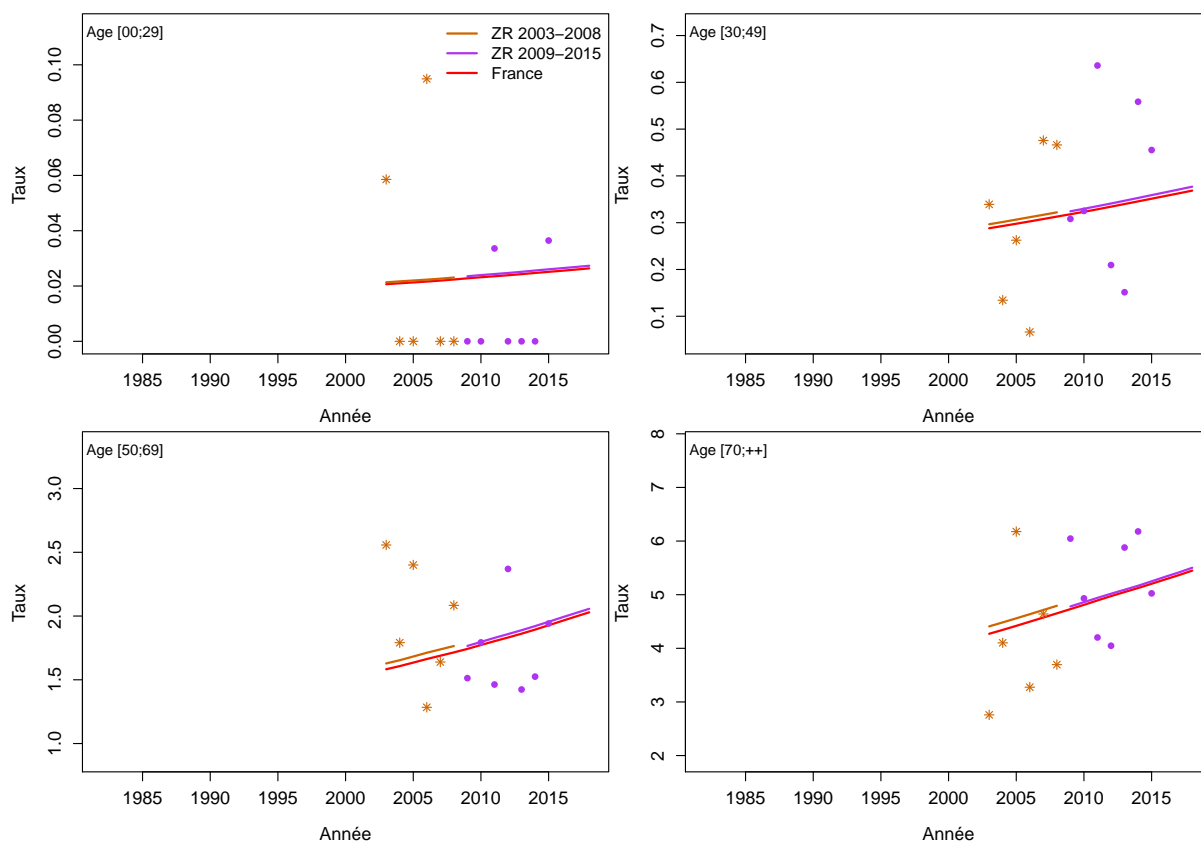 Age [00;29]
ZR 2003−2008
ZR 2009−2015
France
Taux
0.00 0.02 0.04 0.06 0.08 0.10
1985 1990 1995 2000 2005 2010 2015
Année
Age [30;49]
Taux
0.1 0.2 0.3 0.4 0.5 0.6 0.7
1985 1990 1995 2000 2005 2010 2015
Année
Age [50;69]
Taux
1.0 1.5 2.0 2.5 3.0
1985 1990 1995 2000 2005 2010 2015
Année
Age [70;++]
Taux
2 3 4 5 6 7 8
1985 1990 1995 2000 2005 2010 2015
Année